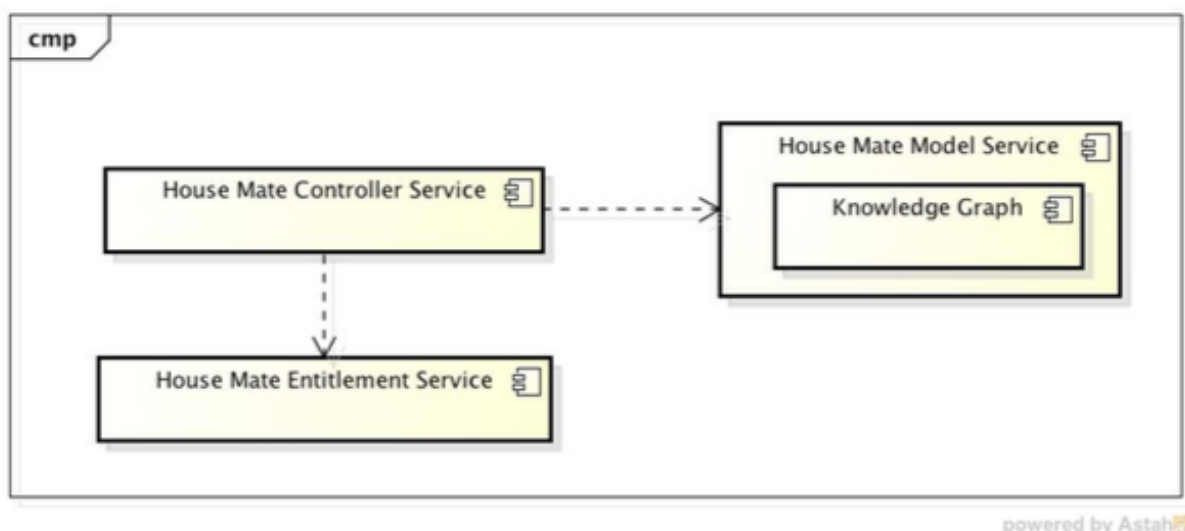 cmp
House Mate Model Service
House Mate Controller Service
Knowledge Graph
House Mate Entitlement Service
powered by Astah